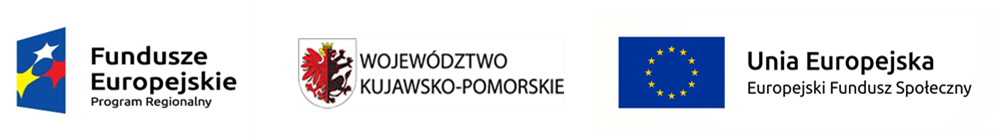 Fundusze
Europejskie
Program Regionalny
WOJEWÓDZTWO
KUJAWSKO-POMORSKIE
Unia Europejska
Europejski Fundusz Społeczny